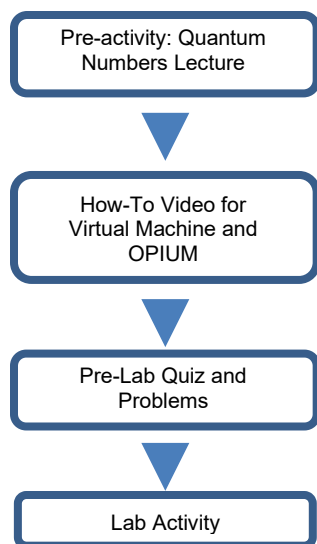 Pre-activity: Quantum
Numbers Lecture
How-To Video for
Virtual Machine and
OPIUM
Pre-Lab Quiz and
Problems
Lab Activity